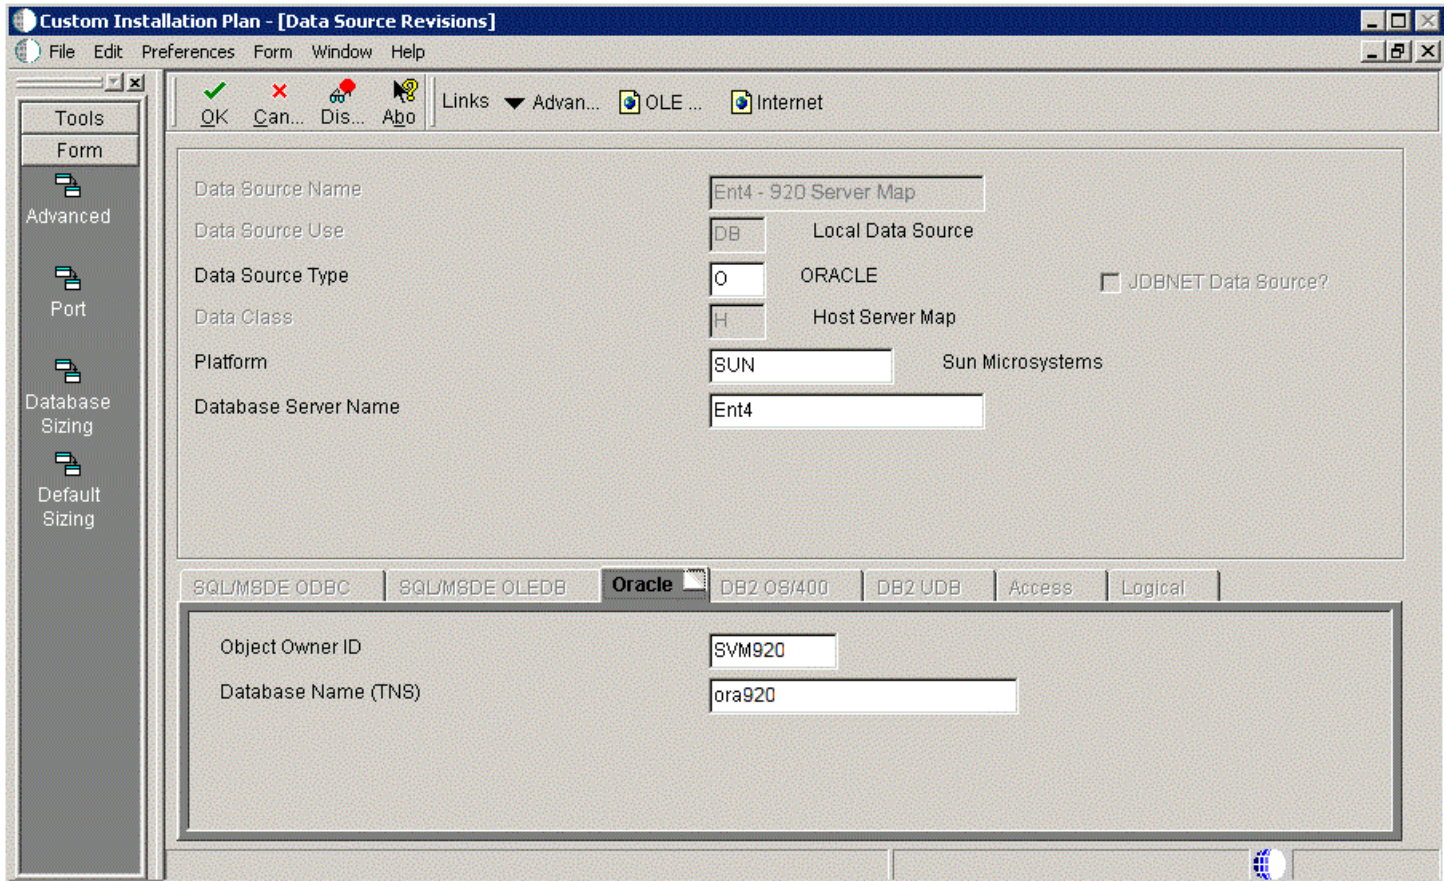 Custom Installation Plan - [Data Source Revisions]
File Edit Preferences Form Window Help
Tools
Form
Advanced
Port
Database
Sizing
Default
Sizing
OK Can... Dis... Abo Links Advan... OLE ... Internet
Data Source Name Ent4 - 920 Server Map
Data Source Use DB Local Data Source
Data Source Type O ORACLE JDBNET Data Source?
Data Class H Host Server Map
Platform SUN Sun Microsystems
Database Server Name Ent4
SQL/MSDE ODBC SQL/MSDE OLEDB Oracle DB2 OS/400 DB2 UDB Access Logical
Object Owner ID SVM920
Database Name (TNS) ora920